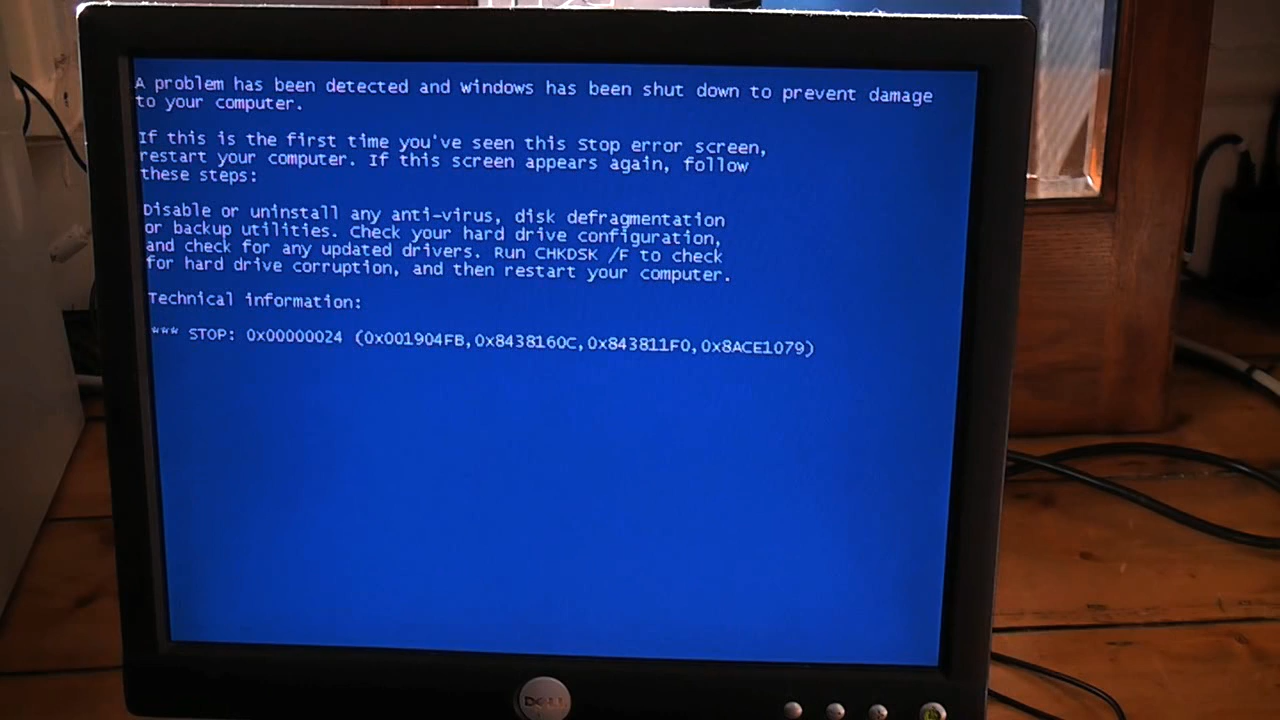 A problem has been detected and windows has been shut down to prevent damage
to your computer.
If this is the first time you've seen this Stop error screen,
restart your computer. If this screen appears again, follow
these steps:
Disable or uninstall any anti-virus, disk defragmentation
or backup utilities. Check your hard drive configuration,
and check for any updated drivers. Run CHKDSK /F to check
for hard drive corruption, and then restart your computer.
Technical information:
*** STOP: 0x00000024 (0x001904FB,0x8438160C,0x843811F0,0x8ACE1079)
DELL